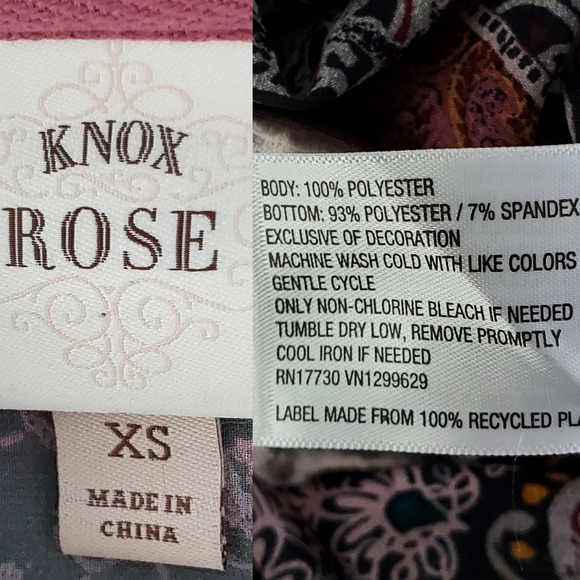 KNOX
ROSE
XS
MADE IN
CHINA
BODY: 100% POLYESTER
BOTTOM: 93% POLYESTER / 7% SPANDEX
EXCLUSIVE OF DECORATION
MACHINE WASH COLD WITH LIKE COLORS
GENTLE CYCLE
ONLY NON-CHLORINE BLEACH IF NEEDED
TUMBLE DRY LOW, REMOVE PROMPTLY
COOL IRON IF NEEDED
RN17730 VN1299629
LABEL MADE FROM 100% RECYCLED PLA